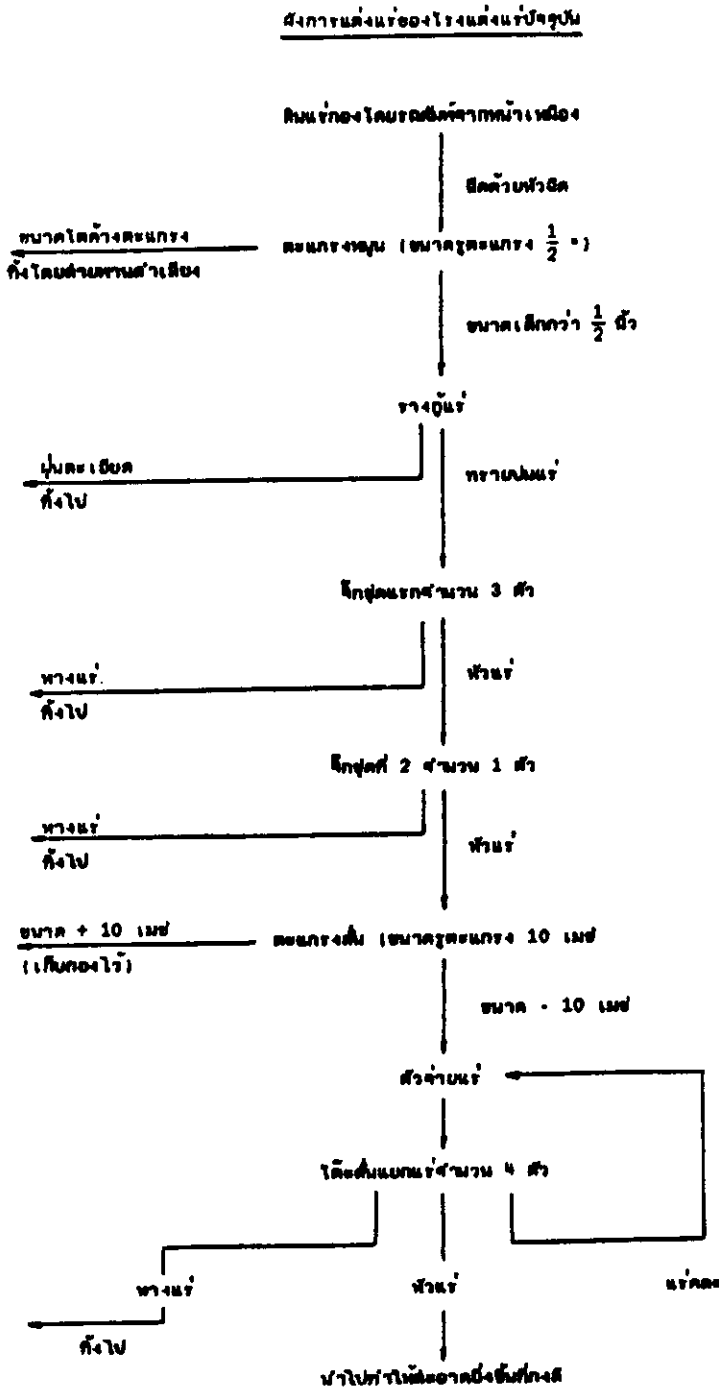 ผังการแต่งแร่ของโรงแต่งแร่ปัจจุบัน
ดินแร่กองโดยรถตักจากหน้าเหมือง
ฉีดด้วยหัวฉีด
ขนาดโตค้างตะแกรง
ตะแกรงหมุน (ขนาดรูตะแกรง 1/2 ")
ทิ้งโดยสายพานลำเลียง
ขนาดเล็กกว่า 1/2 นิ้ว
รางกู้แร่
ฝุ่นละเอียด
ทรายปนแร่
ทิ้งไป
จิ๊กชุดแรกจำนวน 3 ตัว
หางแร่
หัวแร่
ทิ้งไป
จิ๊กชุดที่ 2 จำนวน 1 ตัว
หางแร่
หัวแร่
ทิ้งไป
ขนาด + 10 เมช
ตะแกรงสั่น (ขนาดรูตะแกรง 10 เมช
(เก็บกองไว้)
ขนาด - 10 เมช
ตัวจ่ายแร่
โต๊ะสั่นแยกแร่จำนวน 4 ตัว
หางแร่
หัวแร่
แร่คละ
ทิ้งไป
นำไปทำให้สะอาดยิ่งขึ้นที่